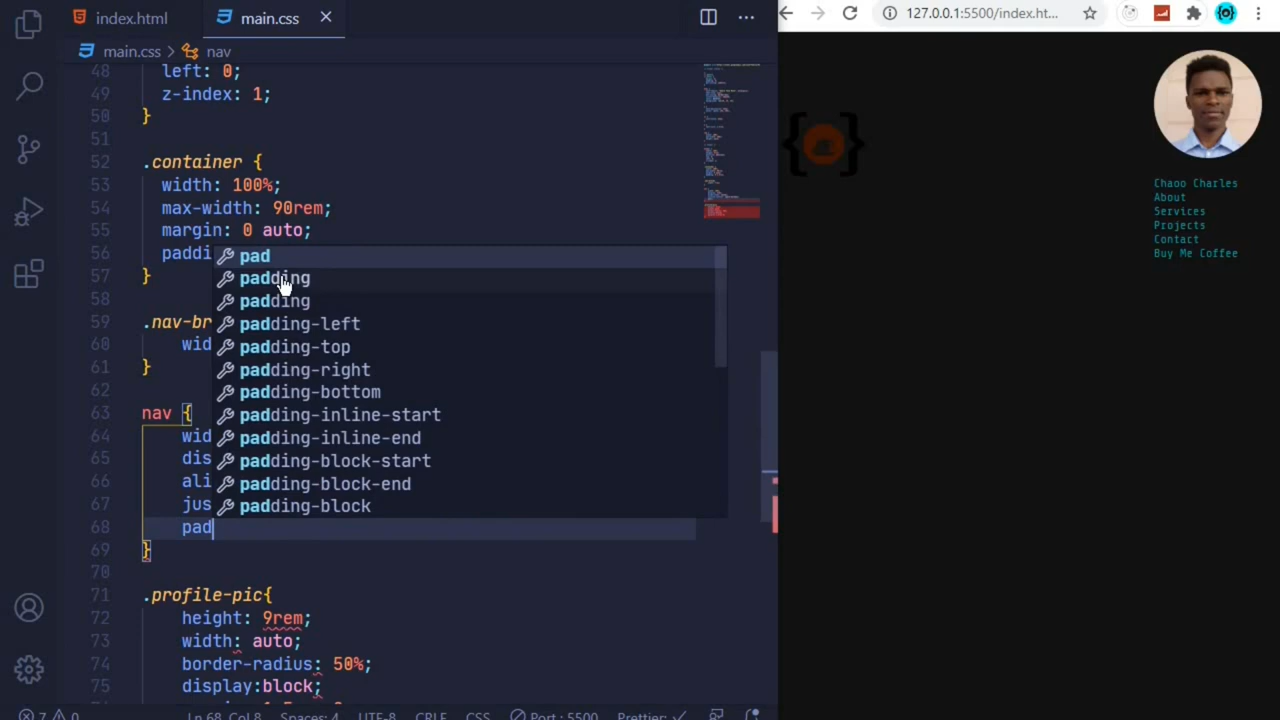 index.html
main.css
127.0.0.1:5500/index.ht...
main.css > nav
48 left: 0;
49 z-index: 1;
50 }
51
52 .container {
53 width: 100%;
54 max-width: 90rem;
55 margin: 0 auto;
56 paddi
57 }
58
59 .nav-br
60 wid
61 }
62
63 nav {
64 wid
65 dis
66 ali
67 jus
68 pad
69 }
70
71 .profile-pic{
72 height: 9rem;
73 width: auto;
74 border-radius: 50%;
75 display:block;
pad
padding
padding
padding-left
padding-top
padding-right
padding-bottom
padding-inline-start
padding-inline-end
padding-block-start
padding-block-end
padding-block
Chaoo Charles
About
Services
Projects
Contact
Buy Me Coffee
7 0 Ln 68, Col 8 Spaces: 4 UTF-8 CRLF CSS Port : 5500 Prettier: ✓